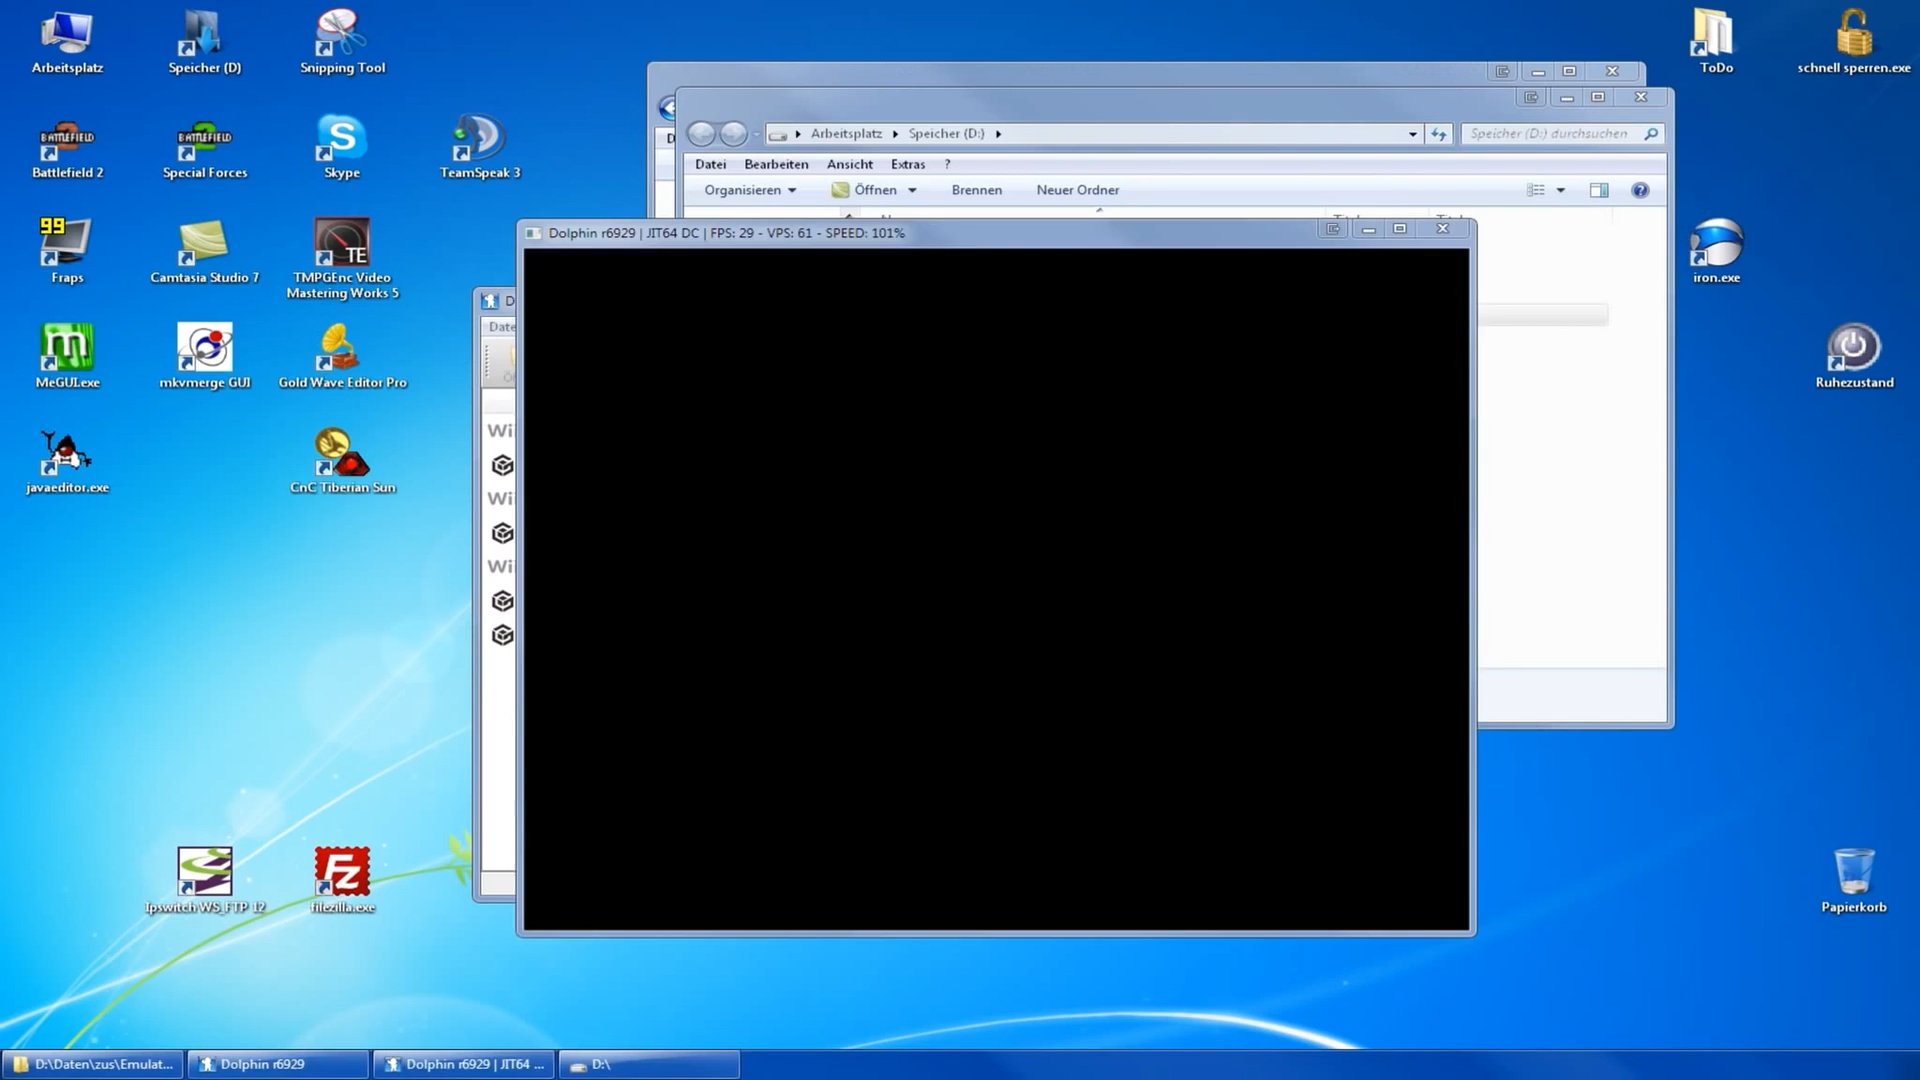 Arbeitsplatz
Speicher (D)
Snipping Tool
ToDo
schnell sperren.exe
BATTLEFIELD
Battlefield 2
BATTLEFIELD
Special Forces
Skype
TeamSpeak 3
Arbeitsplatz
Speicher (D:)
Speicher (D:) durchsuchen
Datei
Bearbeiten
Ansicht
Extras
?
Organisieren
Öffnen
Brennen
Neuer Ordner
99
Fraps
Camtasia Studio 7
TE
TMPGEnc Video
Mastering Works 5
Dolphin r6929 | JIT64 DC | FPS: 29 - VPS: 61 - SPEED: 101%
iron.exe
MeGUI.exe
mkvmerge GUI
Gold Wave Editor Pro
Ruhezustand
javaeditor.exe
CnC Tiberian Sun
Ipswitch WS_FTP 12
filezilla.exe
Papierkorb
D:\Daten\zus\Emulat...
Dolphin r6929
Dolphin r6929 | JIT64 ...
D:\